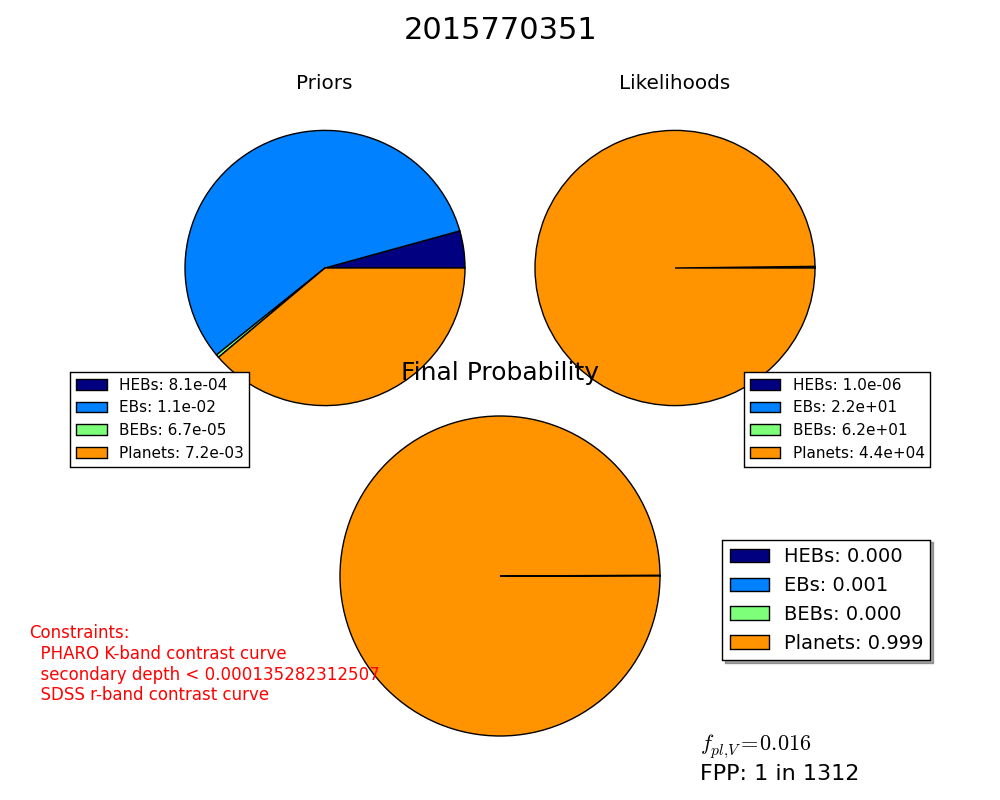 2015770351
Priors
Likelihoods
HEBs: 8.1e-04
EBs: 1.1e-02
BEBs: 6.7e-05
Planets: 7.2e-03
HEBs: 1.0e-06
EBs: 2.2e+01
BEBs: 6.2e+01
Planets: 4.4e+04
Final Probability
HEBs: 0.000
EBs: 0.001
BEBs: 0.000
Planets: 0.999
Constraints:
PHARO K-band contrast curve
secondary depth < 0.000135282312507
SDSS r-band contrast curve
f_{pl,V} = 0.016
FPP: 1 in 1312